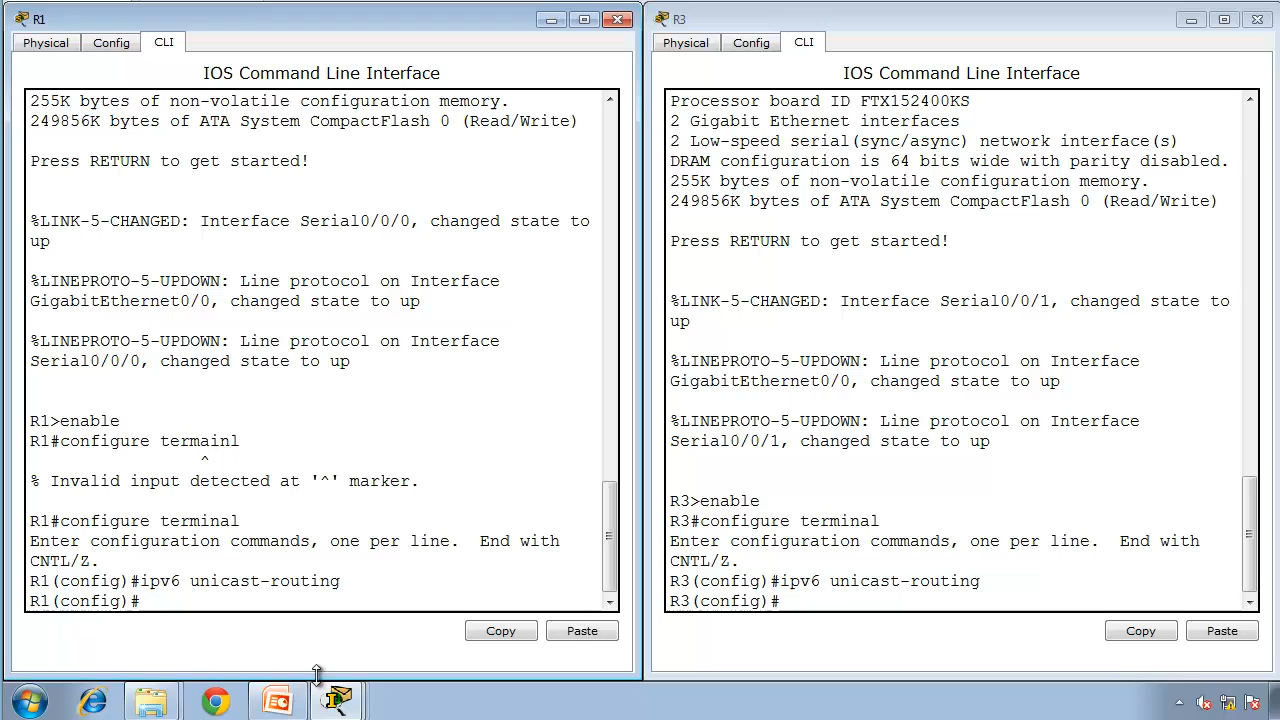 R1
Physical
Config
CLI
IOS Command Line Interface
255K bytes of non-volatile configuration memory.
249856K bytes of ATA System CompactFlash 0 (Read/Write)
Press RETURN to get started!
%LINK-5-CHANGED: Interface Serial0/0/0, changed state to
up
%LINEPROTO-5-UPDOWN: Line protocol on Interface
GigabitEthernet0/0, changed state to up
%LINEPROTO-5-UPDOWN: Line protocol on Interface
Serial0/0/0, changed state to up
R1>enable
R1#configure termainl
^
% Invalid input detected at '^' marker.
R1#configure terminal
Enter configuration commands, one per line.  End with
CNTL/Z.
R1(config)#ipv6 unicast-routing
R1(config)#
Copy
Paste
R3
Physical
Config
CLI
IOS Command Line Interface
Processor board ID FTX152400KS
2 Gigabit Ethernet interfaces
2 Low-speed serial(sync/async) network interface(s)
DRAM configuration is 64 bits wide with parity disabled.
255K bytes of non-volatile configuration memory.
249856K bytes of ATA System CompactFlash 0 (Read/Write)
Press RETURN to get started!
%LINK-5-CHANGED: Interface Serial0/0/1, changed state to
up
%LINEPROTO-5-UPDOWN: Line protocol on Interface
GigabitEthernet0/0, changed state to up
%LINEPROTO-5-UPDOWN: Line protocol on Interface
Serial0/0/1, changed state to up
R3>enable
R3#configure terminal
Enter configuration commands, one per line.  End with
CNTL/Z.
R3(config)#ipv6 unicast-routing
R3(config)#
Copy
Paste